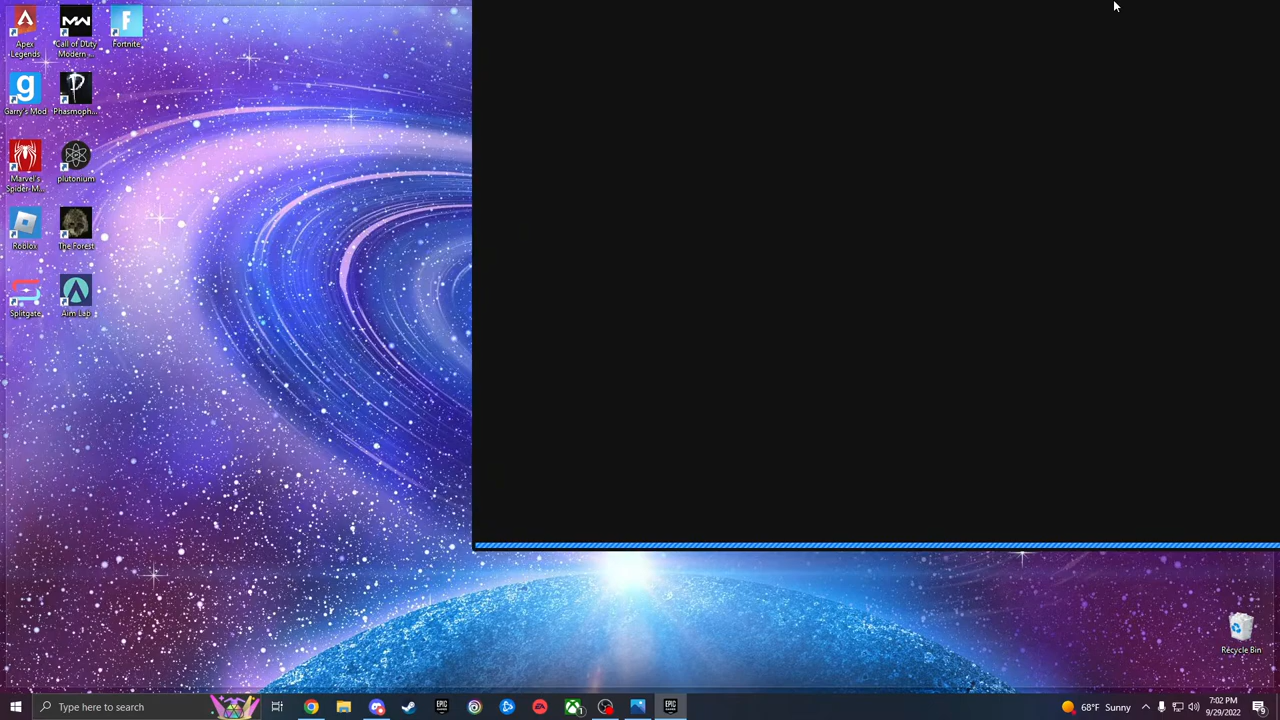 Apex
Legends
Call of Duty
Modern ...
Fortnite
Garry's Mod
Phasmoph...
Marvel's
Spider-M...
plutonium
Roblox
The Forest
Splitgate
Aim Lab
Recycle Bin
Type here to search
68°F Sunny
7:02 PM
9/29/2022